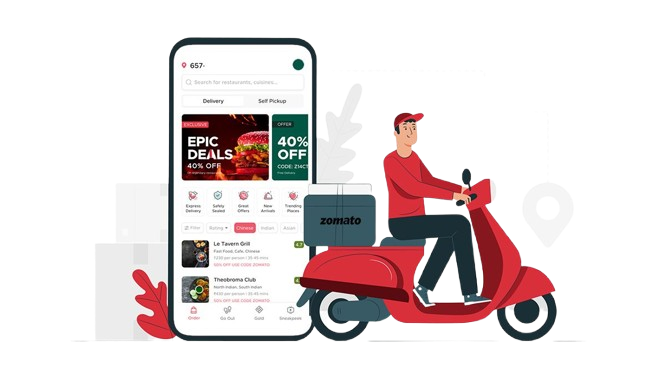 657-
Search for restaurants, cuisines...
Delivery
Self Pickup
EXCLUSIVE
EPIC
DEALS
40% OFF
OFFER
40%
OFF
CODE: ZMCT
Express
Delivery
Safely
Sealed
Great
Offers
New
Arrivals
Trending
Places
Filters
Rating
Chinese
Italian
Asian
Le Tavern Grill
Fast Food, Cafe, Chinese
50% OFF USE CODE ZOMATO
Theobroma Club
North Indian, South Indian
50% OFF USE CODE ZOMATO
Order
Go Out
Gold
zomato